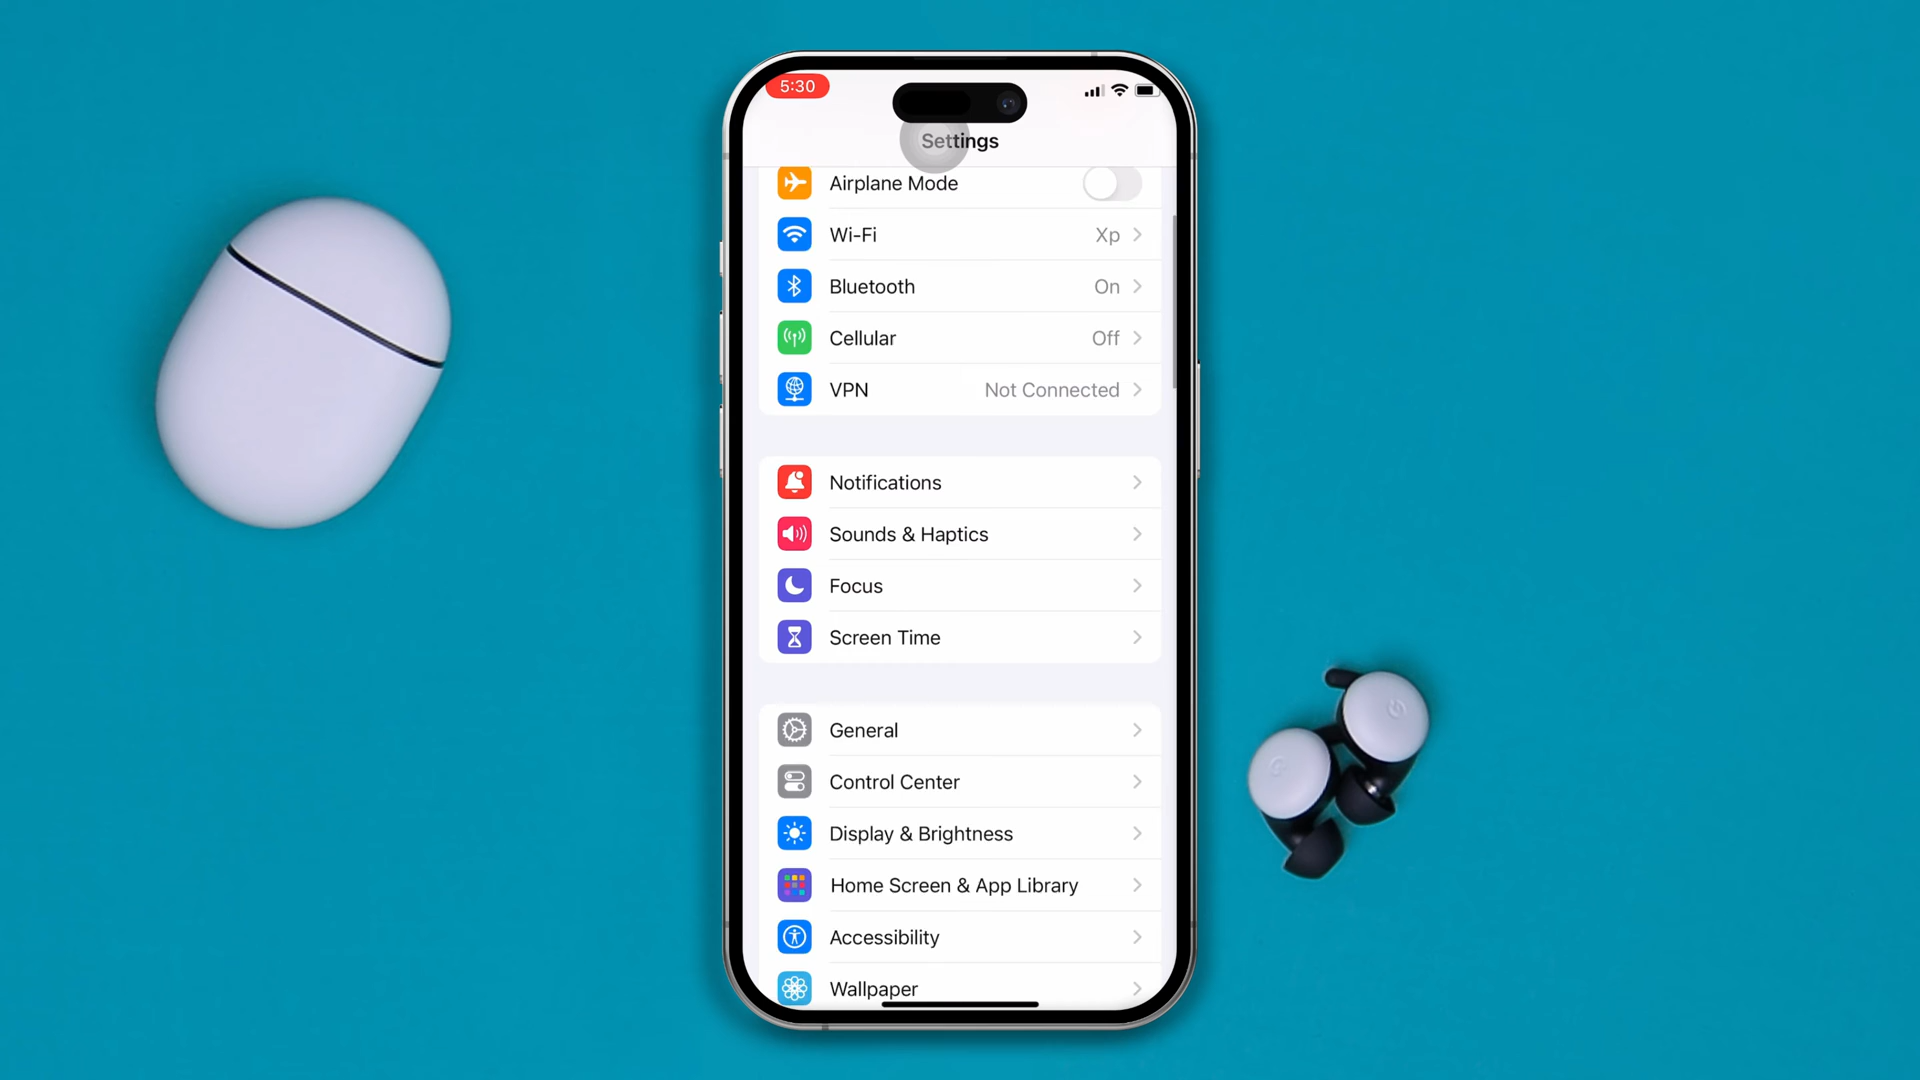 5:30
Settings
Airplane Mode
Wi-Fi Xp
Bluetooth On
Cellular Off
VPN Not Connected
Notifications
Sounds & Haptics
Focus
Screen Time
General
Control Center
Display & Brightness
Home Screen & App Library
Accessibility
Wallpaper